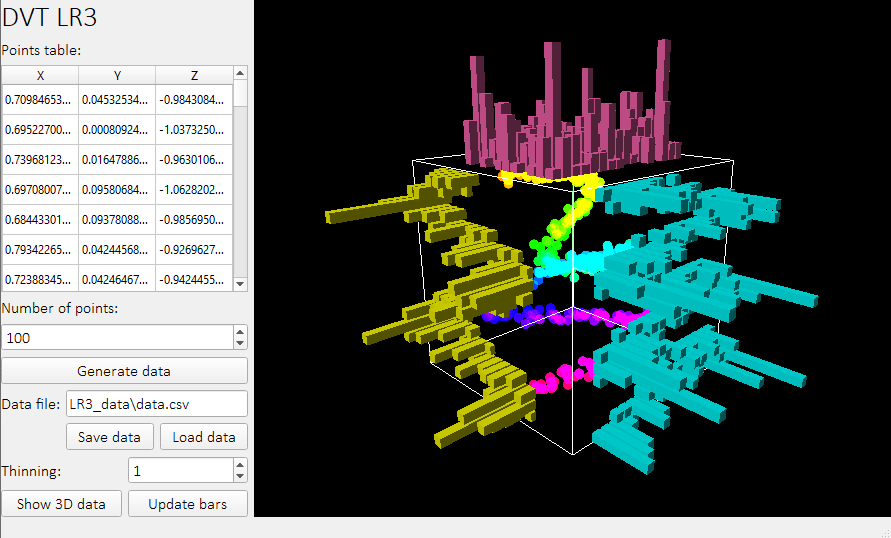 DVT LR3
Points table:
X Y Z
0.70984653... 0.04532534... -0.9843084...
0.69522700... 0.00080924... -1.0373250...
0.73968123... 0.01647886... -0.9630106...
0.69708007... 0.09580684... -1.0628202...
0.68443301... 0.09378088... -0.9856950...
0.79342265... 0.04244568... -0.9269627...
0.72388345... 0.04246467... -0.9424455...
Number of points:
100
Generate data
Data file: LR3_data\data.csv
Save data Load data
Thinning: 1
Show 3D data Update bars